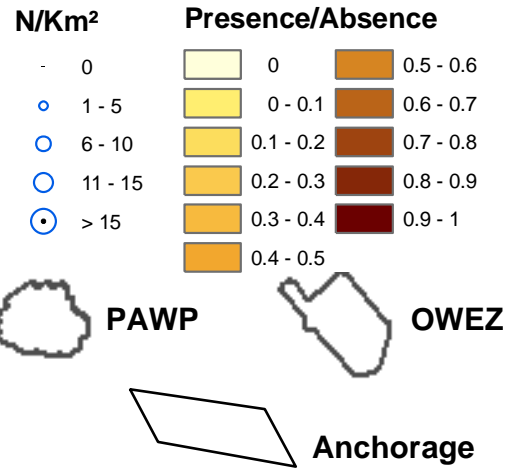 N/Km²
- 0
1 - 5
6 - 10
11 - 15
> 15
Presence/Absence
0
0 - 0.1
0.1 - 0.2
0.2 - 0.3
0.3 - 0.4
0.4 - 0.5
0.5 - 0.6
0.6 - 0.7
0.7 - 0.8
0.8 - 0.9
0.9 - 1
PAWP
OWEZ
Anchorage